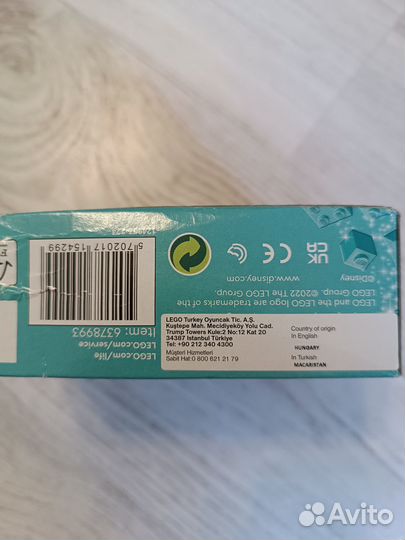 5 702017 154299
Item: 6378993
LEGO.com/service
LEGO.com/life
©Disney
www.disney.com
LEGO and the LEGO logo are trademarks of the
LEGO Group. ©2022 The LEGO Group.
CE
UK
CA
LEGO Turkey Oyuncak Tic. A.Ş.
Kuştepe Mah. Mecidiyeköy Yolu Cad.
Trump Towers Kule:2 No:12 Kat 20
34387 Istanbul Türkiye
Tel: +90 212 340 4300
Müşteri Hizmetleri
Sabit Hat:0 800 621 21 79
Country of origin
In English
HUNGARY
In Turkish
MACARISTAN
Avito